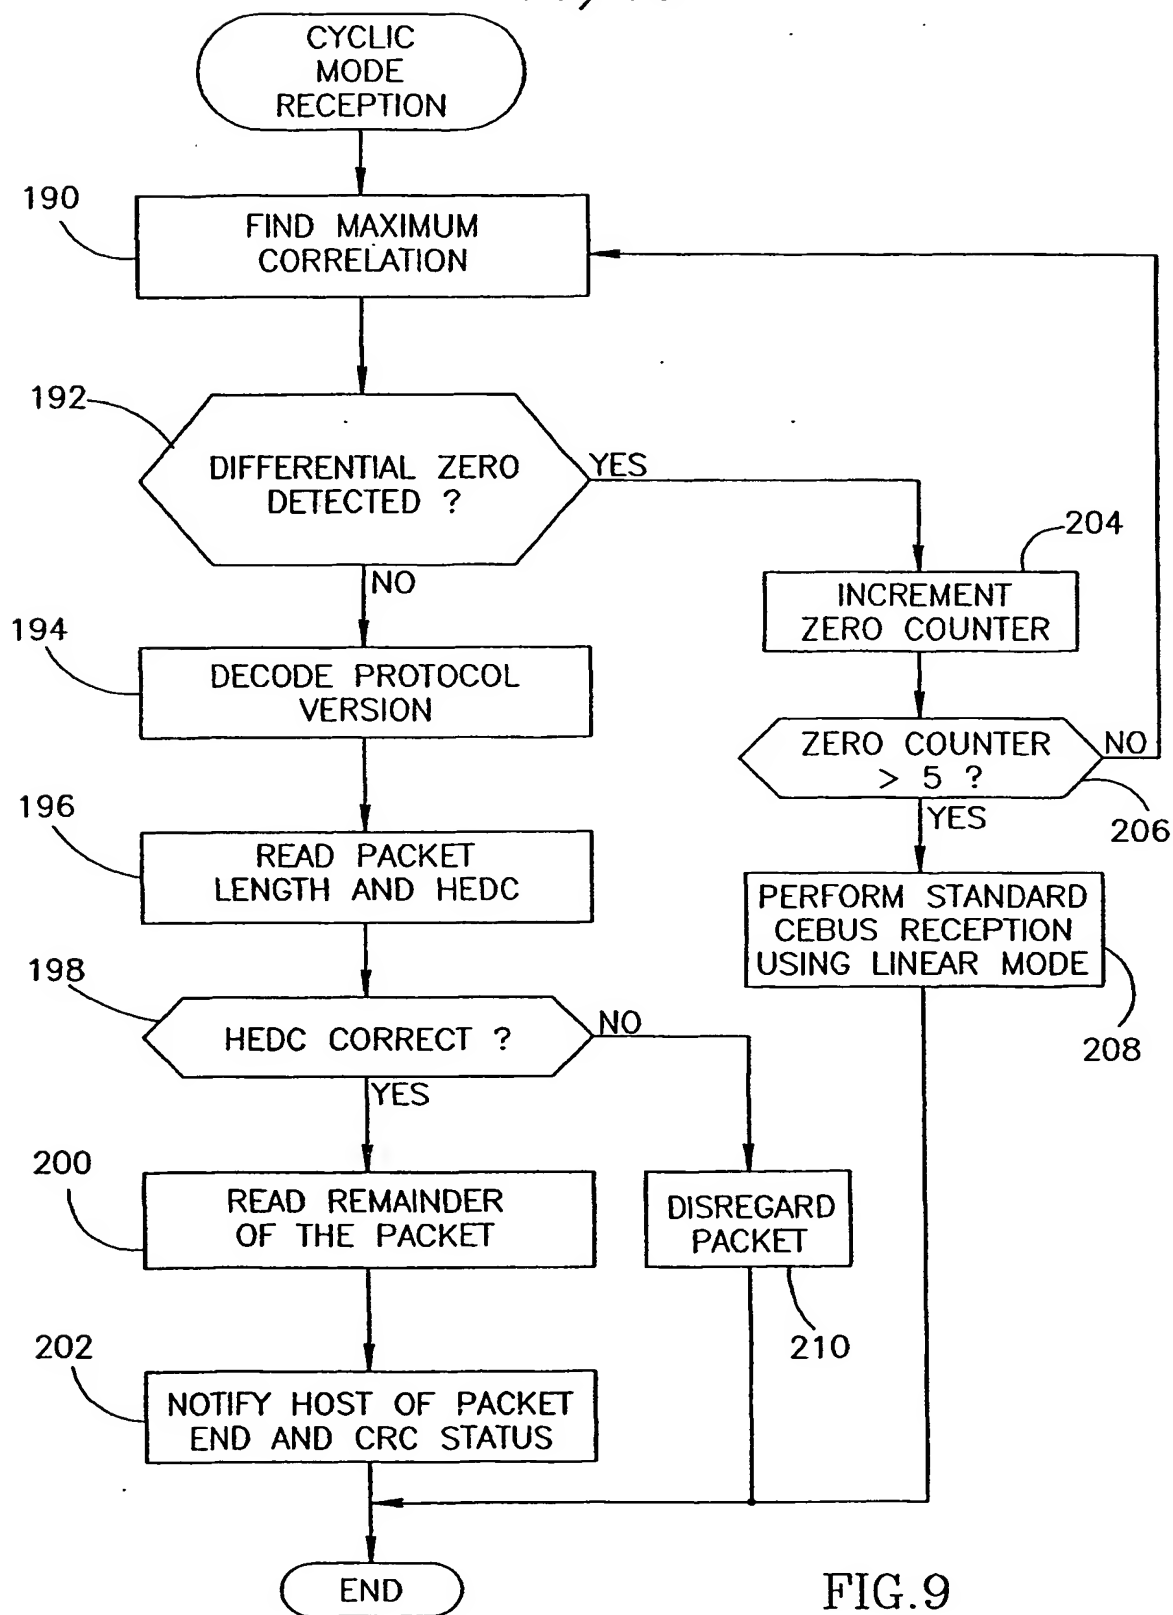 CYCLIC
MODE
RECEPTION
190
FIND MAXIMUM
CORRELATION
192
DIFFERENTIAL ZERO
DETECTED ?
YES
NO
204
INCREMENT
ZERO COUNTER
194
DECODE PROTOCOL
VERSION
ZERO COUNTER
> 5 ?
NO
206
YES
196
READ PACKET
LENGTH AND HEDC
PERFORM STANDARD
CEBUS RECEPTION
USING LINEAR MODE
208
198
HEDC CORRECT ?
NO
YES
200
READ REMAINDER
OF THE PACKET
DISREGARD
PACKET
210
202
NOTIFY HOST OF PACKET
END AND CRC STATUS
END
FIG.9